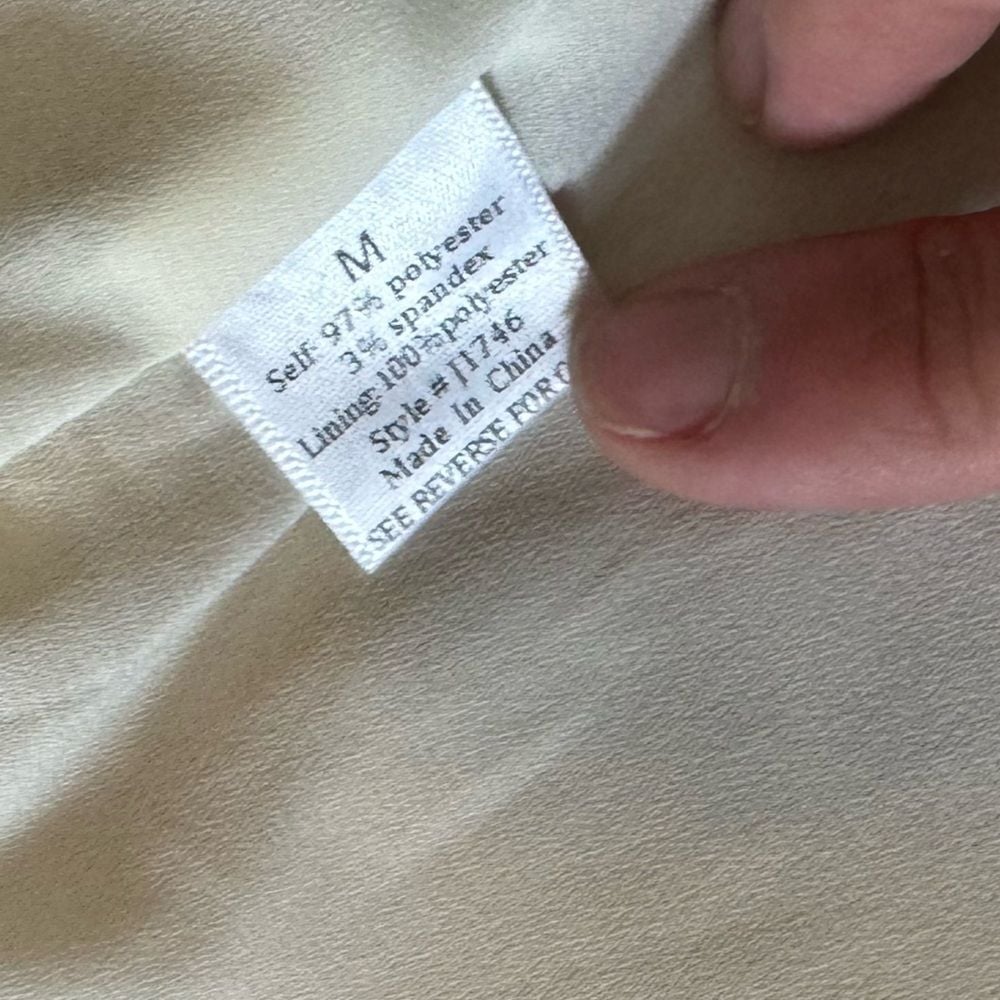 M
Self: 97% polyester
3% spandex
Lining:100%polyester
Style # J1746
Made In China
SEE REVERSE FOR